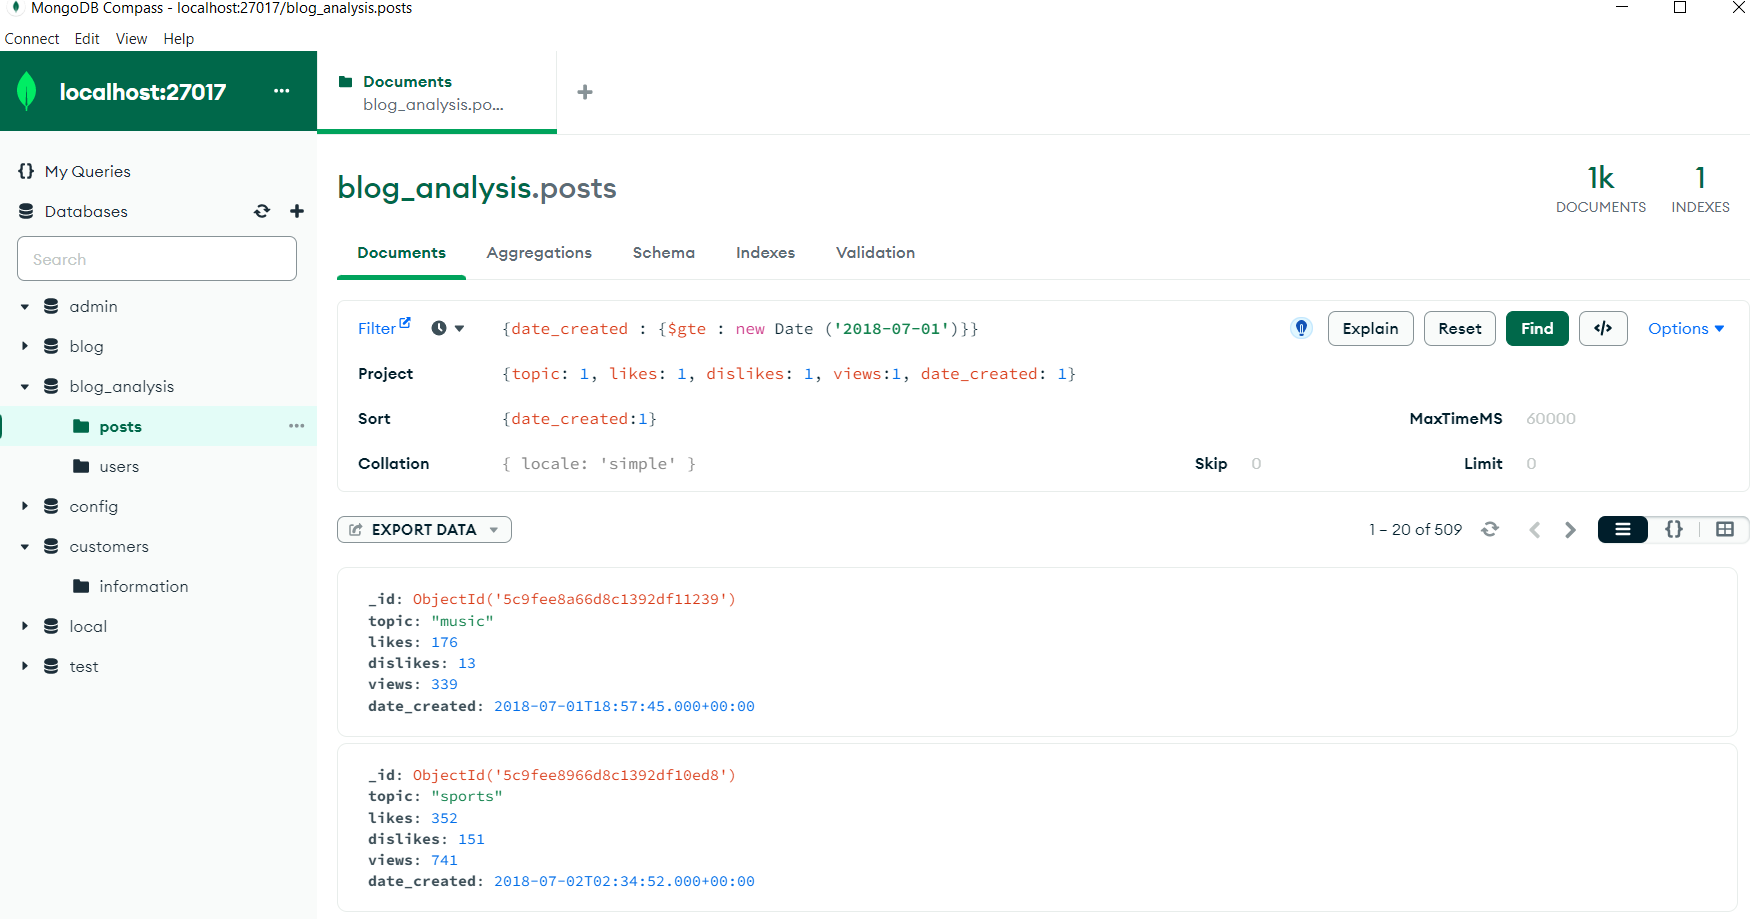 MongoDB Compass - localhost:27017/blog_analysis.posts
Connect Edit View Help
localhost:27017 ...
Documents
blog_analysis.po...
My Queries
Databases
Search
admin
blog
blog_analysis
posts ...
users
config
customers
information
local
test
blog_analysis.posts
1k
DOCUMENTS
1
INDEXES
Documents Aggregations Schema Indexes Validation
Filter {date_created : {$gte : new Date ('2018-07-01')}} Explain Reset Find </> Options
Project {topic: 1, likes: 1, dislikes: 1, views:1, date_created: 1}
Sort {date_created:1} MaxTimeMS 60000
Collation { locale: 'simple' } Skip 0 Limit 0
EXPORT DATA 1 – 20 of 509 {}
_id: ObjectId('5c9fee8a66d8c1392df11239')
topic: "music"
likes: 176
dislikes: 13
views: 339
date_created: 2018-07-01T18:57:45.000+00:00
_id: ObjectId('5c9fee8966d8c1392df10ed8')
topic: "sports"
likes: 352
dislikes: 151
views: 741
date_created: 2018-07-02T02:34:52.000+00:00